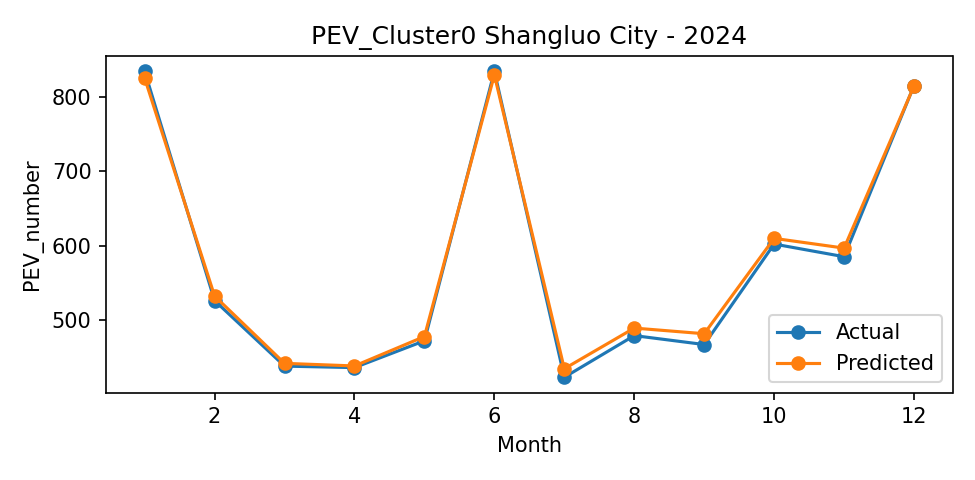 PEV_Cluster0 Shangluo City - 2024
PEV_number
800
700
600
500
2 4 6 8 10 12
Month
Actual
Predicted